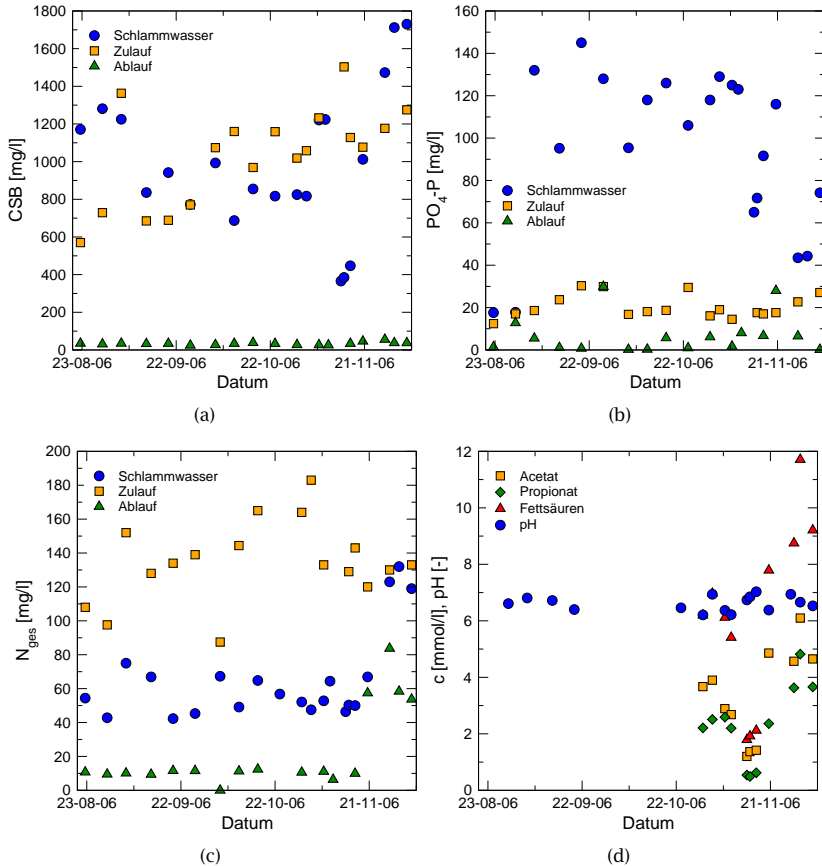 1800
1600
1400
1200
1000
800
600
400
200
0
CSB [mg/l]
Schlammwasser
Zulauf
Ablauf
23-08-06 22-09-06 22-10-06 21-11-06
Datum
(a)
160
140
120
100
80
60
40
20
0
PO4-P [mg/l]
Schlammwasser
Zulauf
Ablauf
23-08-06 22-09-06 22-10-06 21-11-06
Datum
(b)
200
180
160
140
120
100
80
60
40
20
0
Nges [mg/l]
Schlammwasser
Zulauf
Ablauf
23-08-06 22-09-06 22-10-06 21-11-06
Datum
(c)
12
10
8
6
4
2
0
c [mmol/l], pH [-]
Acetat
Propionat
Fettsäuren
pH
23-08-06 22-09-06 22-10-06 21-11-06
Datum
(d)